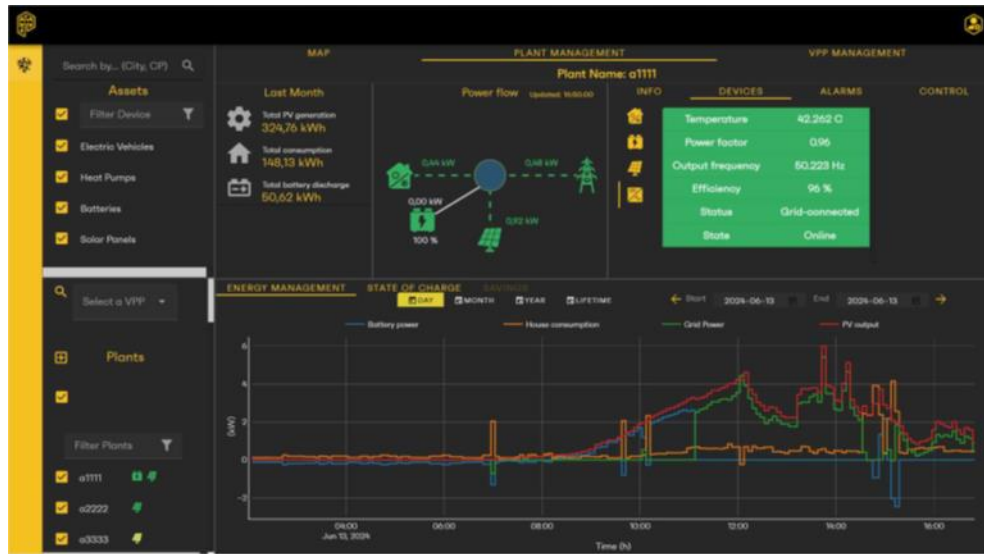 MAP
PLANT MANAGEMENT
VPP MANAGEMENT
Search by... (City, CP)
Plant Name: a1111
Assets
Filter Device
Electric Vehicles
Heat Pumps
Batteries
Solar Panels
Last Month
Total PV generation
324,76 kWh
Total consumption
148,13 kWh
Total battery discharge
50,62 kWh
Power flow
Updated: 16:50:00
0,44 kW
0,48 kW
0,00 kW
0,92 kW
100 %
INFO
DEVICES
ALARMS
CONTROL
Temperature 42.262 C
Power factor 0.96
Output frequency 50.223 Hz
Efficiency 96 %
Status Grid-connected
State Online
Select a VPP
Plants
Filter Plants
a1111
a2222
a3333
ENERGY MANAGEMENT
STATE OF CHARGE
SAVINGS
DAY
MONTH
YEAR
LIFETIME
Start 2024-06-13
End 2024-06-13
Battery power
House consumption
Grid Power
PV output
6
4
2
0
−2
(kW)
04:00
06:00
08:00
10:00
12:00
14:00
16:00
Jun 13, 2024
Time (h)